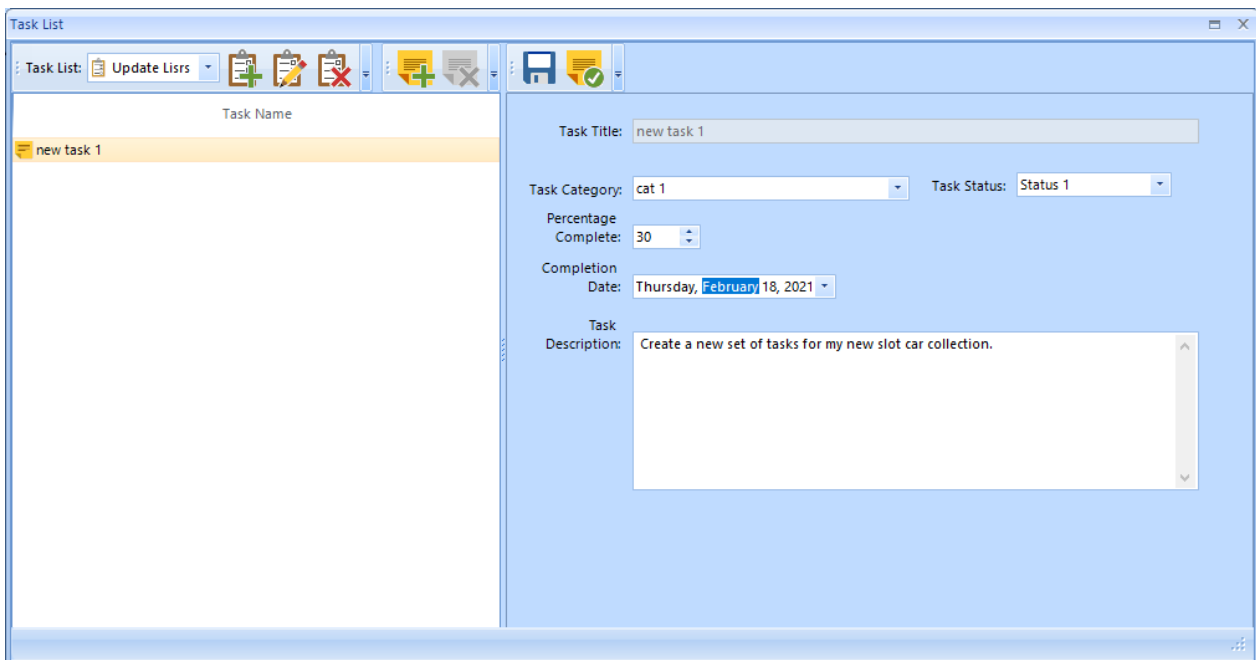 Task List
Task List: Update Lisrs
Task Name
new task 1
Task Title: new task 1
Task Category: cat 1 Task Status: Status 1
Percentage
Complete: 30
Completion
Date: Thursday, February 18, 2021
Task
Description: Create a new set of tasks for my new slot car collection.